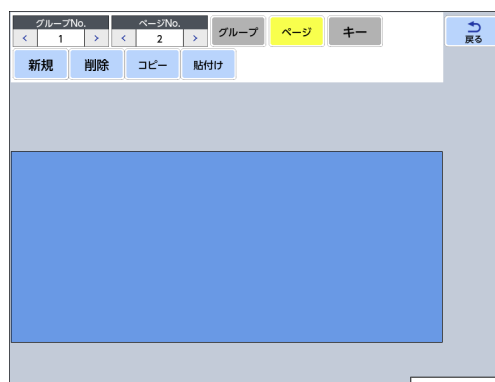 グループNo.
< 1 >
ページNo.
< 2 >
グループ
ページ
キー
戻る
新規
削除
コピー
貼付け